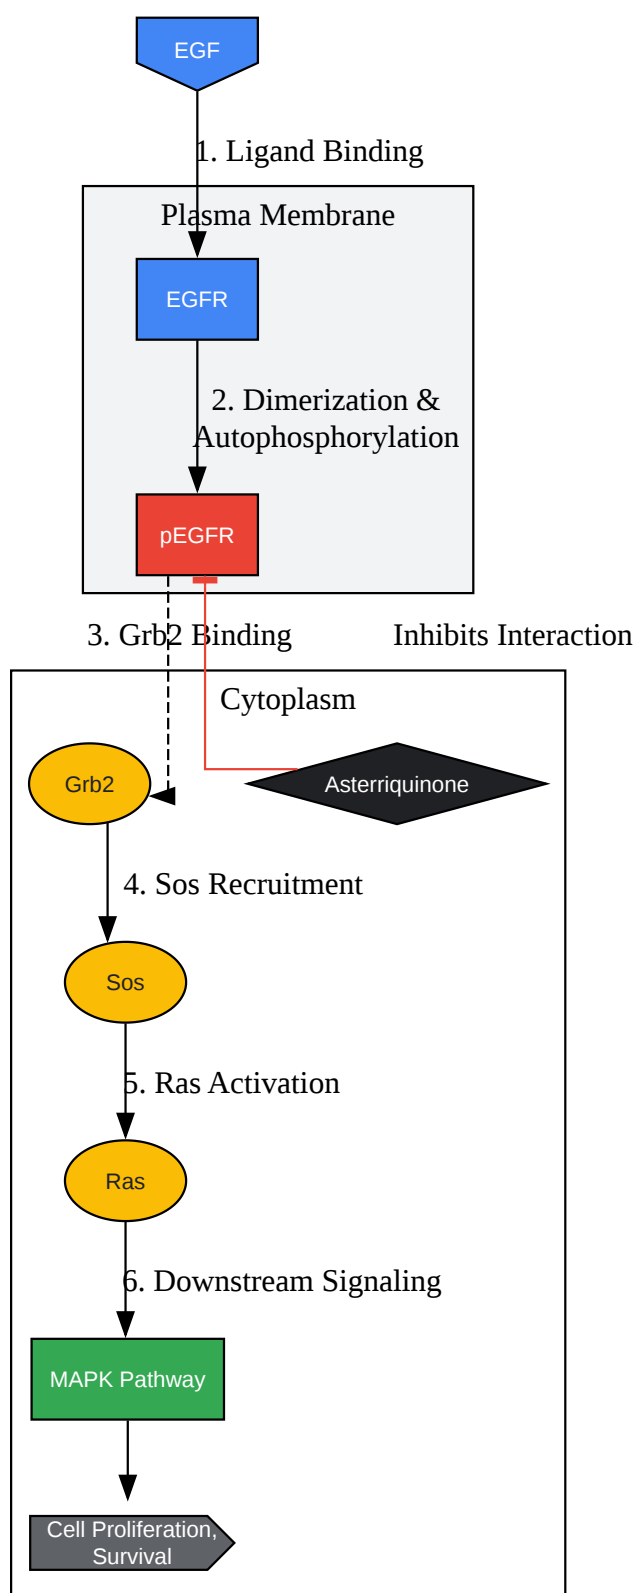 EGF
1. Ligand Binding
Plasma Membrane
EGFR
2. Dimerization &
Autophosphorylation
pEGFR
3. Grb2 Binding
Inhibits Interaction
Cytoplasm
Grb2
Asterriquinone
4. Sos Recruitment
Sos
5. Ras Activation
Ras
6. Downstream Signaling
MAPK Pathway
Cell Proliferation,
Survival